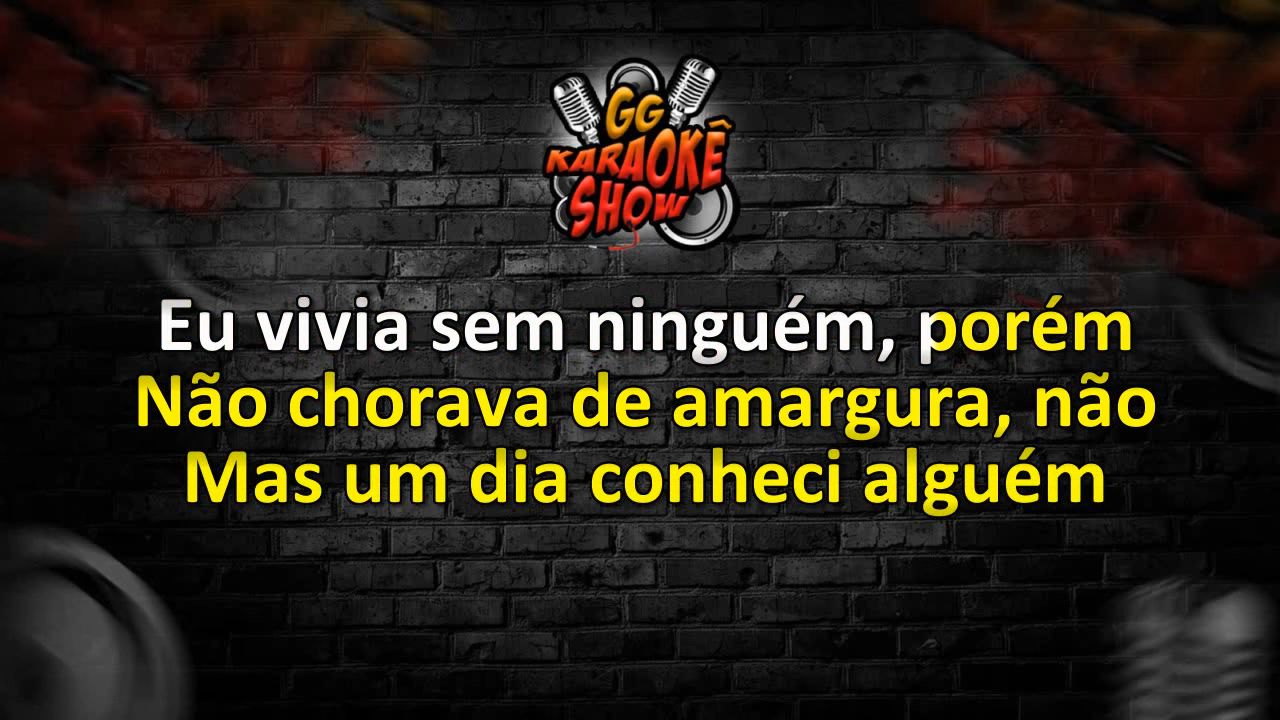 GG
KARAOKÊ
SHOW
Eu vivia sem ninguém, porém
Não chorava de amargura, não
Mas um dia conheci alguém